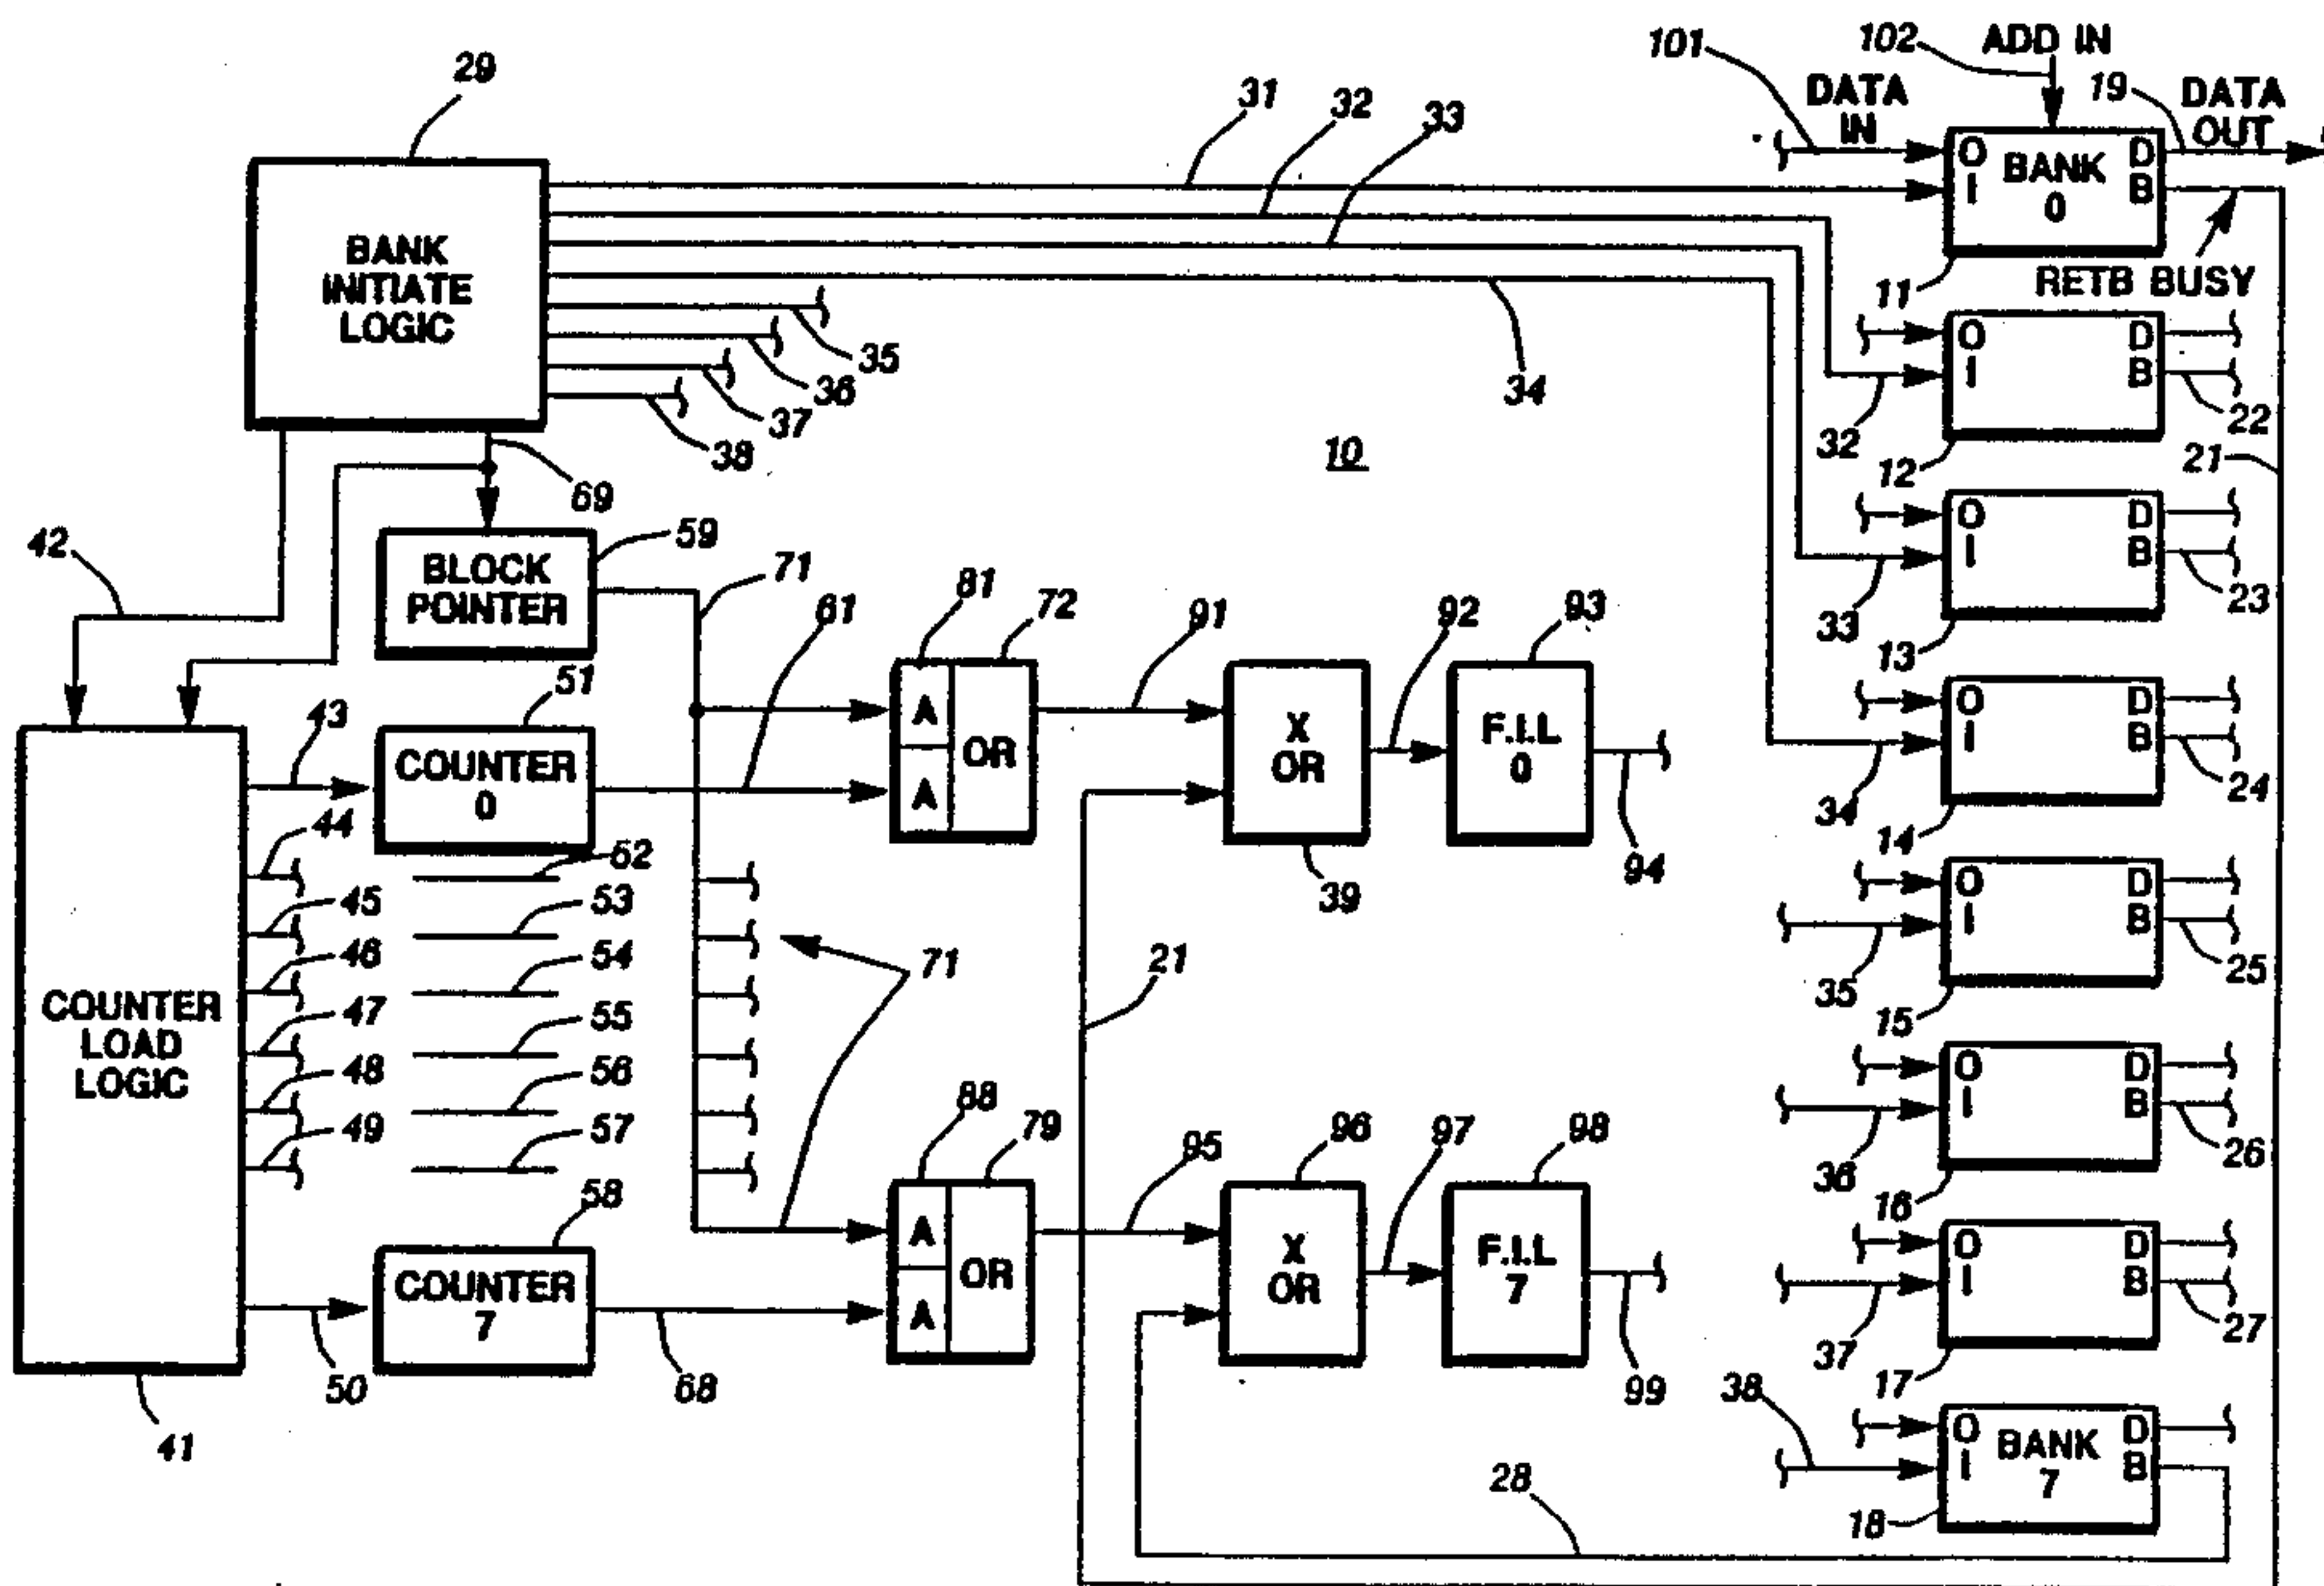 29
31
32
33
101
102
ADD IN
DATA
IN
19
DATA
OUT
BANK
INITIATE
LOGIC
O
I
BANK
0
D
B
11
RETB BUSY
35
36
37
38
34
10
69
42
O
I
D
B
32
12
22
21
BLOCK
POINTER
59
71
61
81
72
91
92
93
O
I
D
B
33
13
23
43
51
COUNTER
0
A
A
OR
X
OR
F.I.L
0
39
94
O
I
D
B
34
14
24
COUNTER
LOAD
LOGIC
44
45
46
47
48
49
52
53
54
55
56
57
71
21
O
I
D
B
35
15
25
O
I
D
B
36
16
26
88
79
95
96
97
98
58
COUNTER
7
50
68
A
A
OR
X
OR
F.I.L
7
99
O
I
D
B
37
17
27
41
38
O
I
BANK
7
D
B
18
28